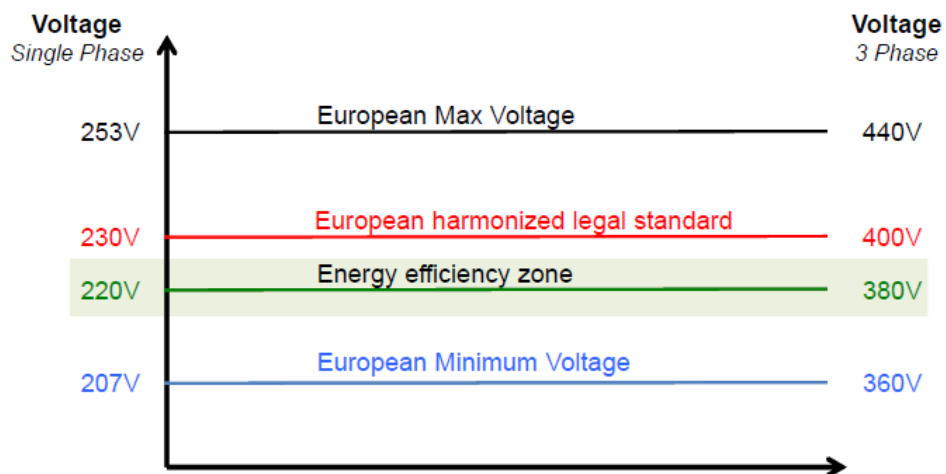 Voltage
Single Phase
Voltage
3 Phase
253V
European Max Voltage
440V
230V
European harmonized legal standard
400V
220V
Energy efficiency zone
380V
207V
European Minimum Voltage
360V